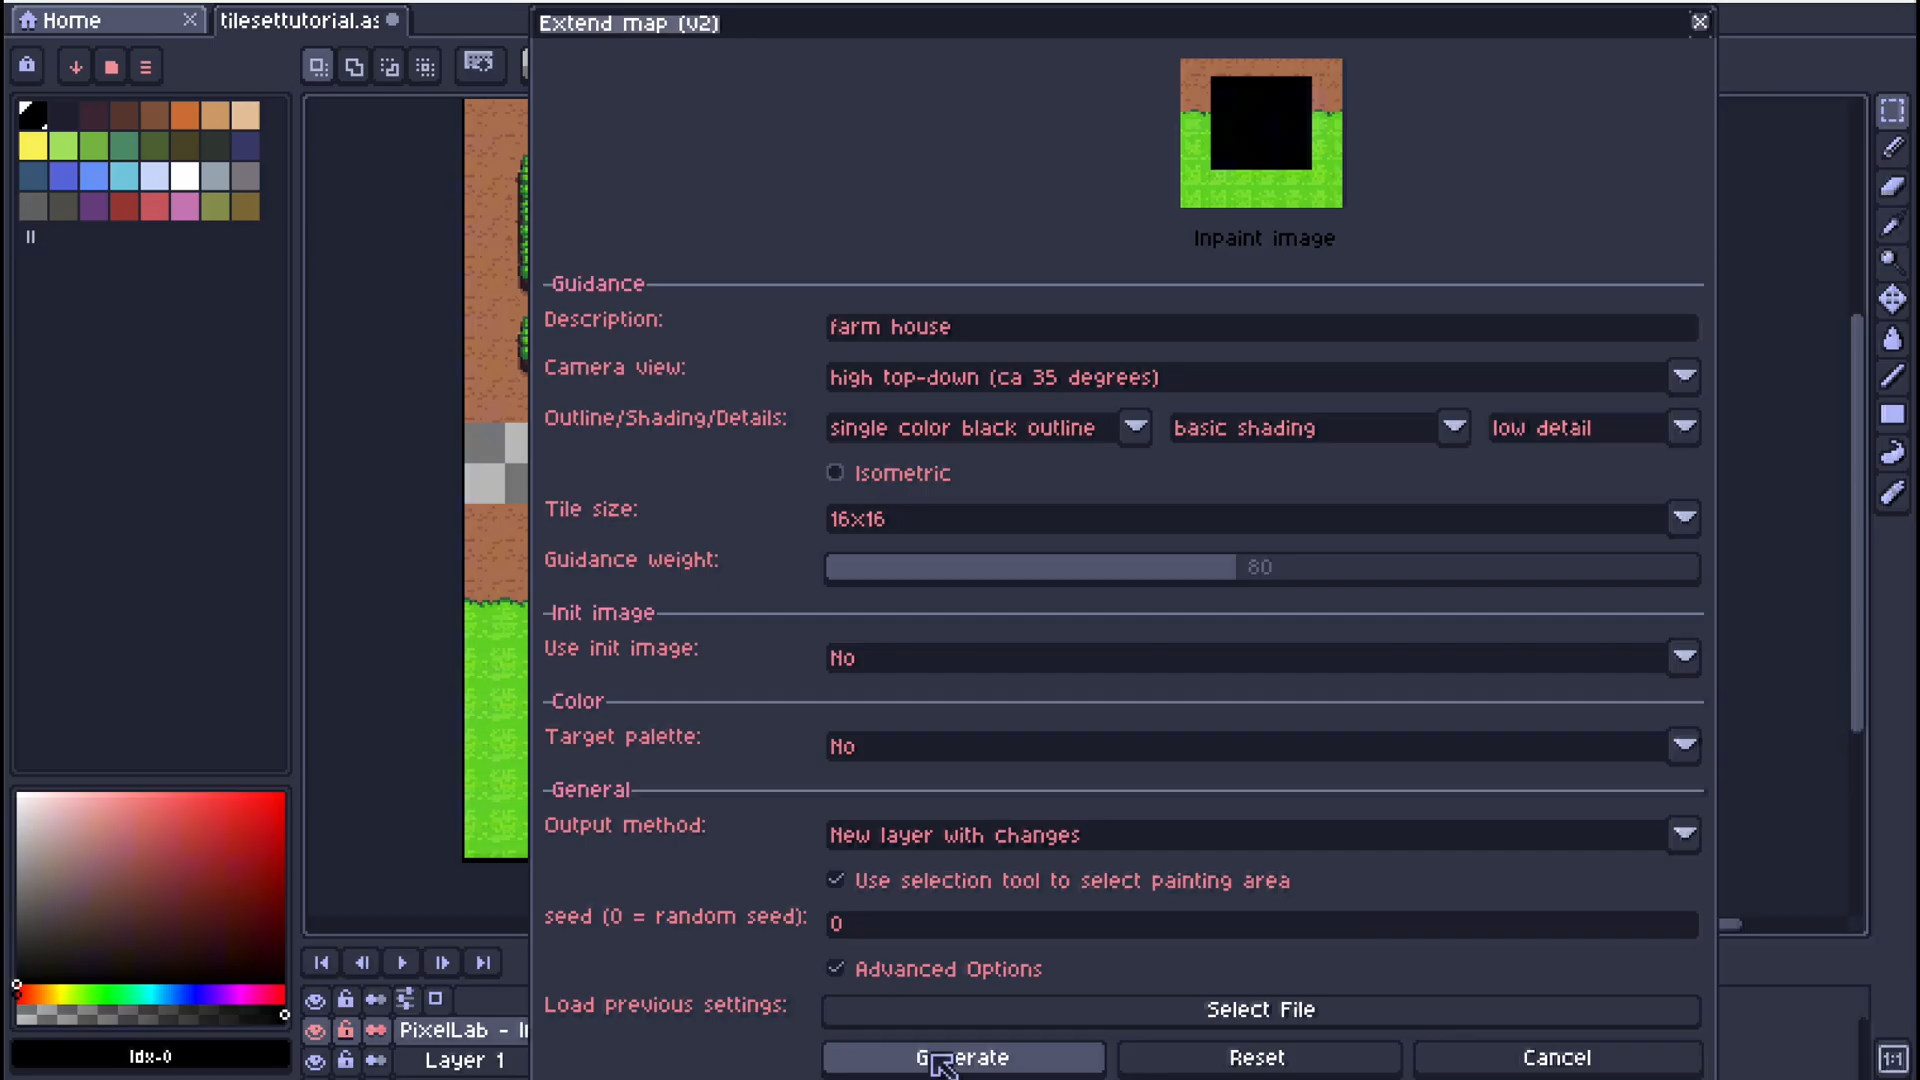 Home
tilesettutorial.as
Extend map (v2)
Inpaint image
Guidance
Description: farm house
Camera view: high top-down (ca 35 degrees)
Outline/Shading/Details: single color black outline basic shading low detail
Isometric
Tile size: 16x16
Guidance weight: 80
Init image
Use init image: No
Color
Target palette: No
General
Output method: New layer with changes
Use selection tool to select painting area
seed (0 = random seed): 0
Advanced Options
Load previous settings: Select File
PixelLab - I
Layer 1
Generate Reset Cancel
Idx-0
1:1